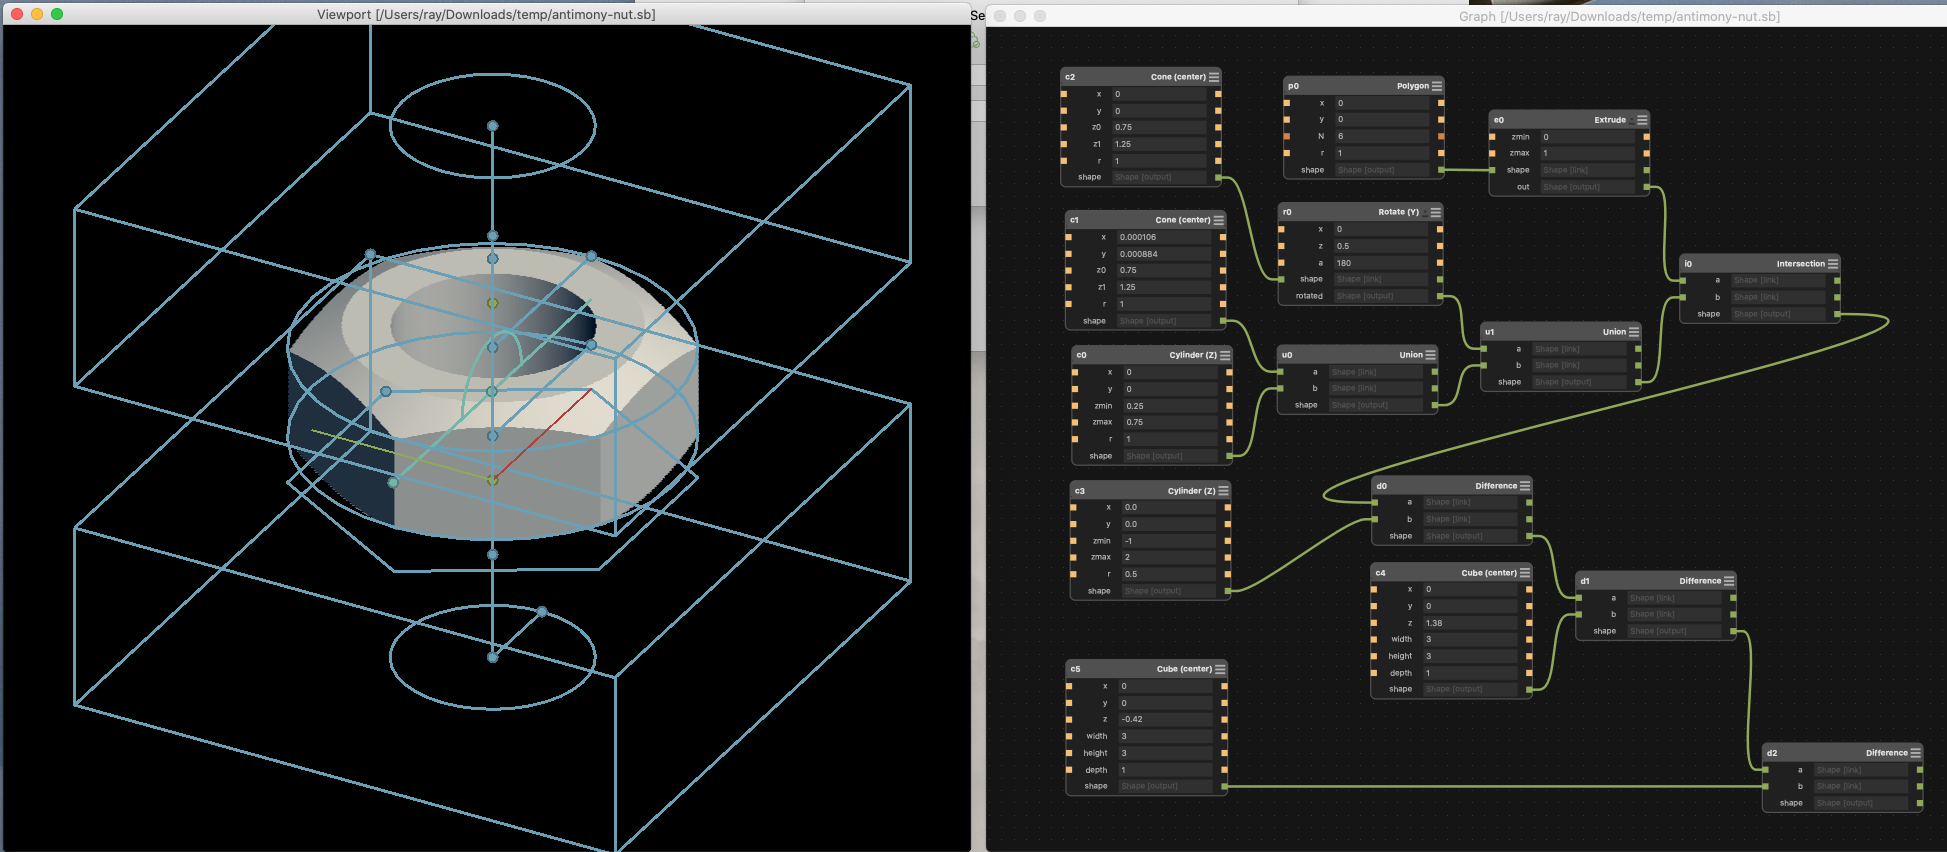 Viewport [/Users/ray/Downloads/temp/antimony-nut.sb]
Se
Graph [/Users/ray/Downloads/temp/antimony-nut.sb]
c2 Cone (center)
x 0
y 0
z0 0.75
z1 1.25
r 1
shape Shape [output]
p0 Polygon
x 0
y 0
N 6
r 1
shape Shape [output]
e0 Extrude
zmin 0
zmax 1
shape Shape [link]
out Shape [output]
c1 Cone (center)
x 0.000106
y 0.000884
z0 0.75
z1 1.25
r 1
shape Shape [output]
r0 Rotate (Y)
x 0
z 0.5
a 180
shape Shape [link]
rotated Shape [output]
i0 Intersection
a Shape [link]
b Shape [link]
shape Shape [output]
c0 Cylinder (Z)
x 0
y 0
zmin 0.25
zmax 0.75
r 1
shape Shape [output]
u0 Union
a Shape [link]
b Shape [link]
shape Shape [output]
u1 Union
a Shape [link]
b Shape [link]
shape Shape [output]
c3 Cylinder (Z)
x 0.0
y 0.0
zmin -1
zmax 2
r 0.5
shape Shape [output]
d0 Difference
a Shape [link]
b Shape [link]
shape Shape [output]
c4 Cube (center)
x 0
y 0
z 1.38
width 3
height 3
depth 1
shape Shape [output]
d1 Difference
a Shape [link]
b Shape [link]
shape Shape [output]
c5 Cube (center)
x 0
y 0
z -0.42
width 3
height 3
depth 1
shape Shape [output]
d2 Difference
a Shape [link]
b Shape [link]
shape Shape [output]